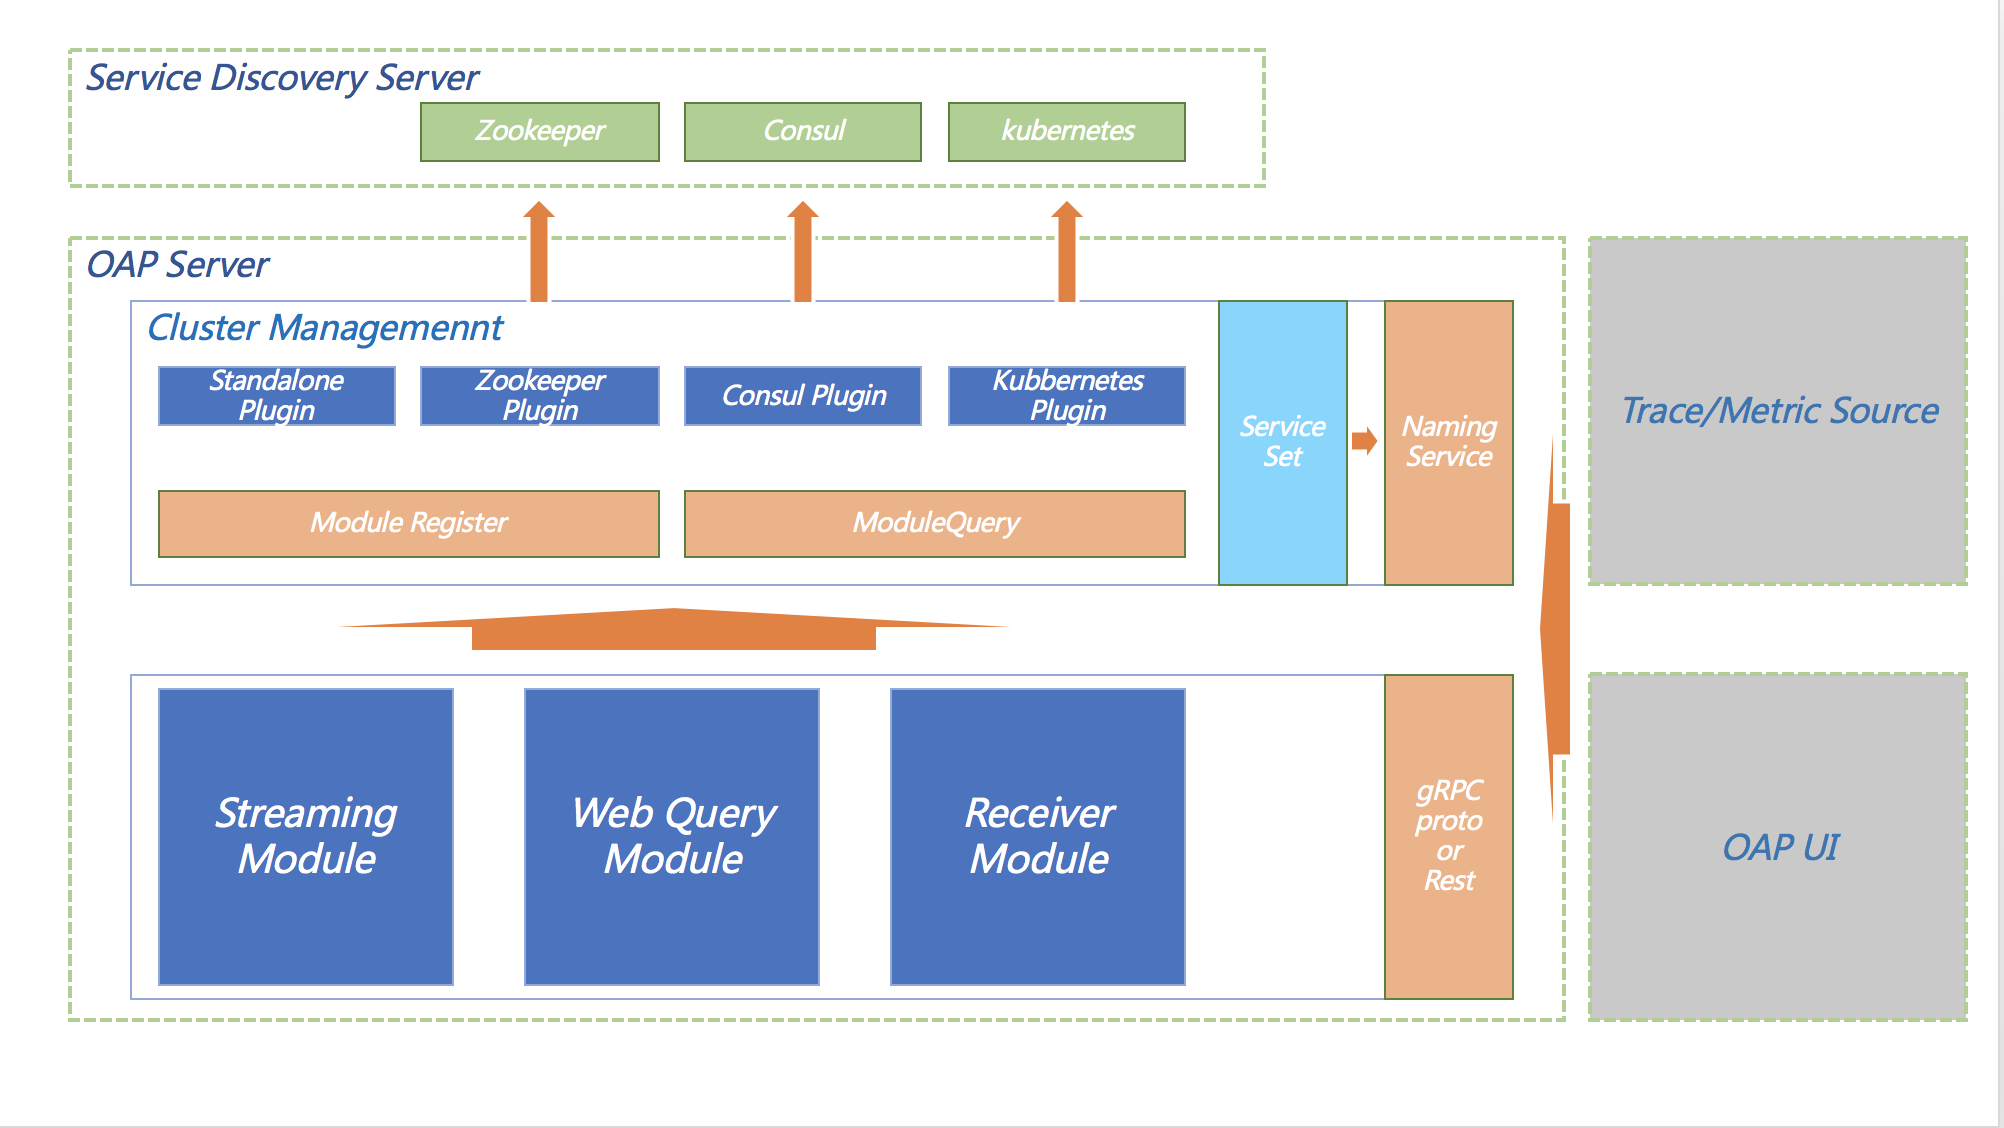 Service Discovery Server
Zookeeper
Consul
kubernetes
OAP Server
Cluster Managemennt
Standalone
Plugin
Zookeeper
Plugin
Consul Plugin
Kubbernetes
Plugin
Service
Set
Naming
Service
Module Register
ModuleQuery
Trace/Metric Source
Streaming
Module
Web Query
Module
Receiver
Module
gRPC
proto
or
Rest
OAP UI